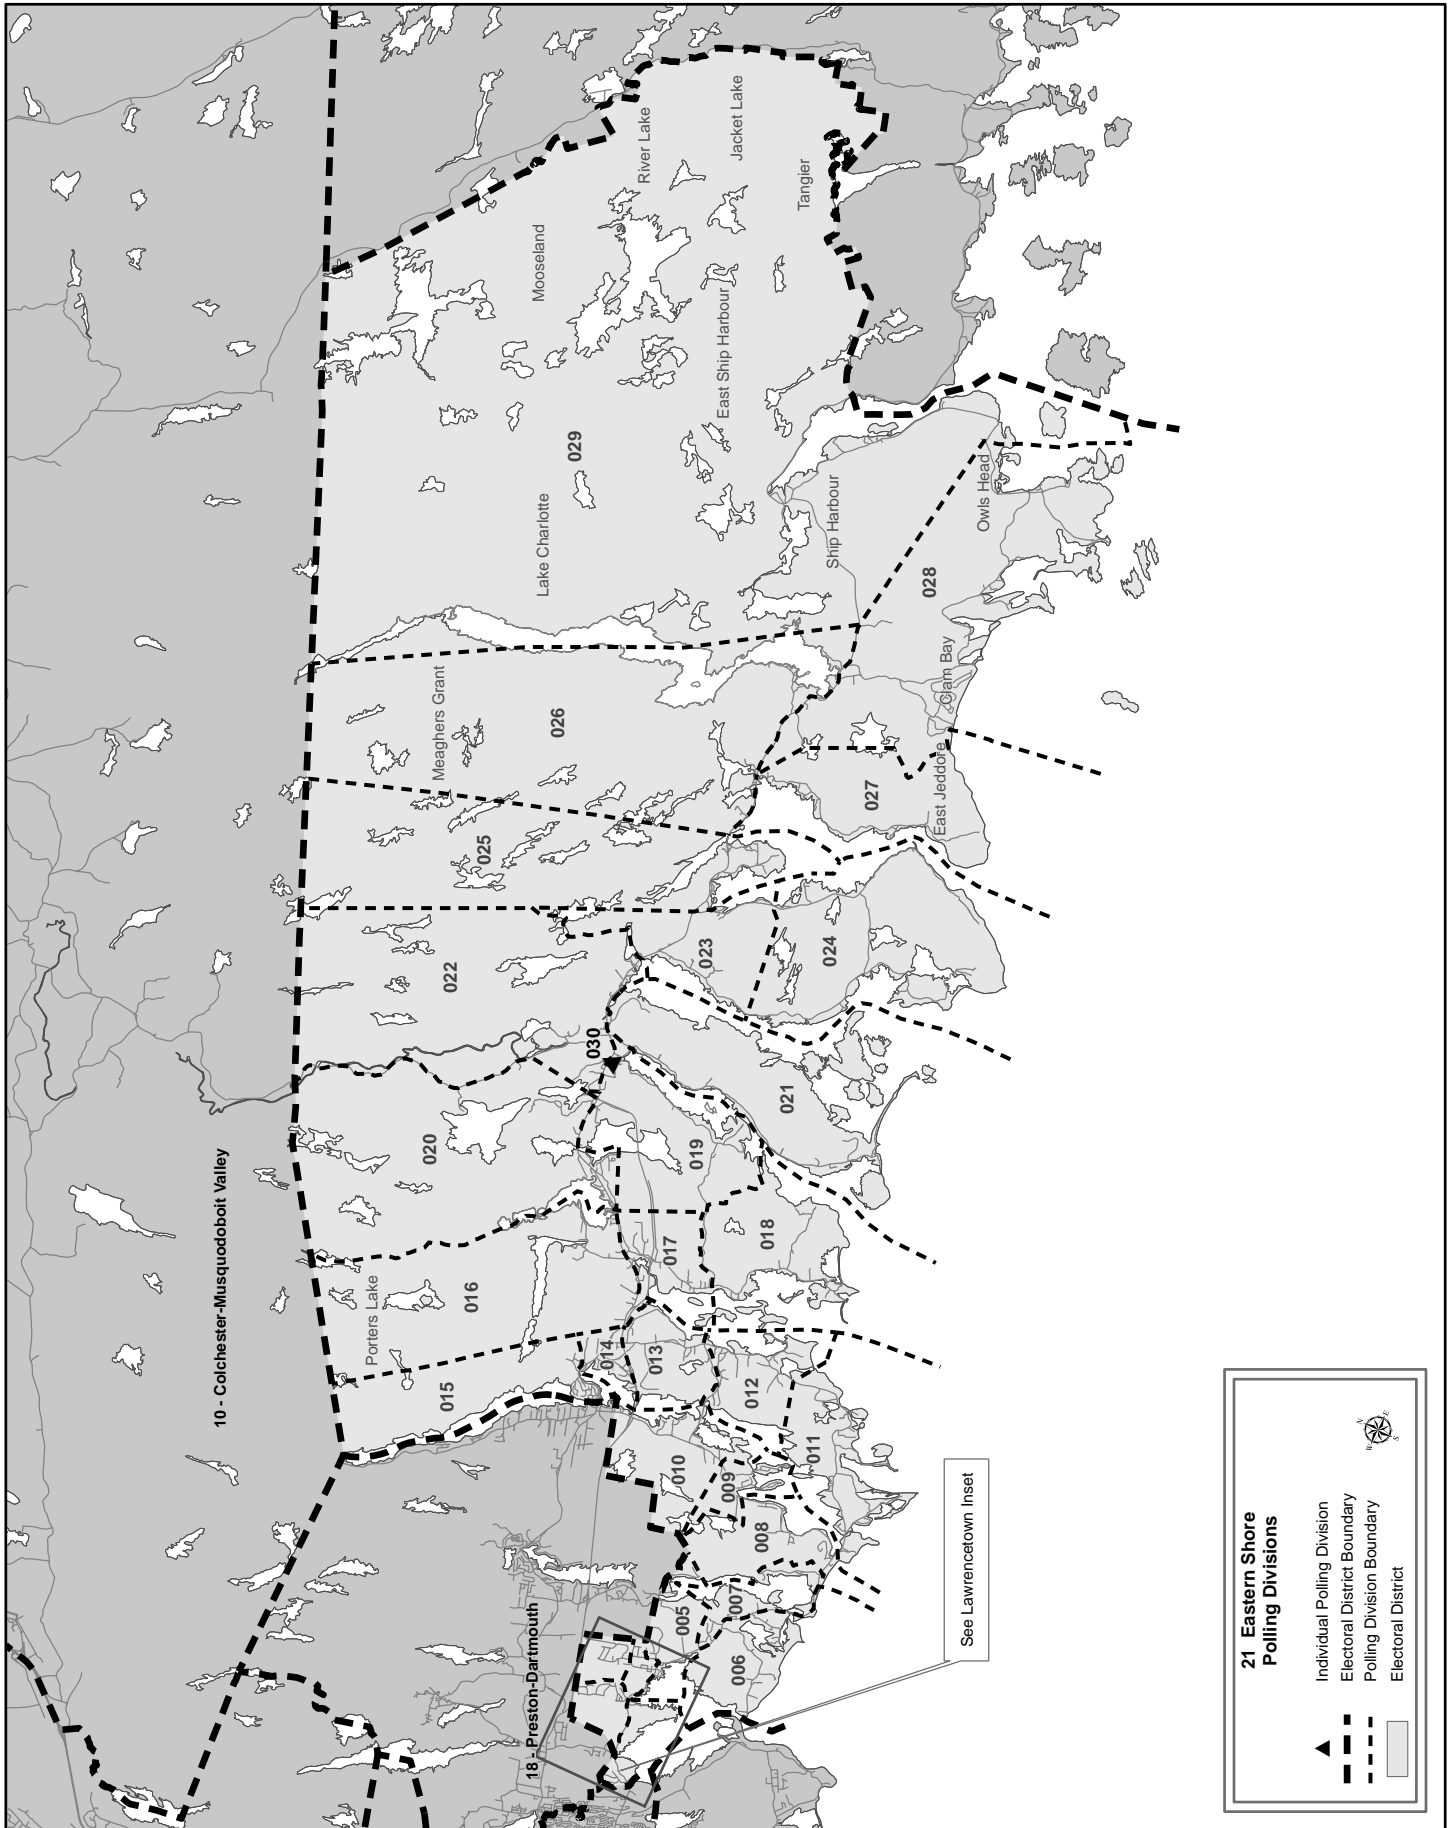 10 - Colchester-Musquodoboit Valley
18 - Preston-Dartmouth
River Lake
Jacket Lake
Tangier
Mooseland
East Ship Harbour
029
Lake Charlotte
Ship Harbour
Owls Head
028
Meaghers Grant
026
Clam Bay
East Jeddore
027
025
022
023
024
030
021
020
019
018
017
016
Porters Lake
015
014
013
012
011
010
009
008
007
005
006
See Lawrencetown Inset
21 Eastern Shore
Polling Divisions
Individual Polling Division
Electoral District Boundary
Polling Division Boundary
Electoral District
N
E
S
W